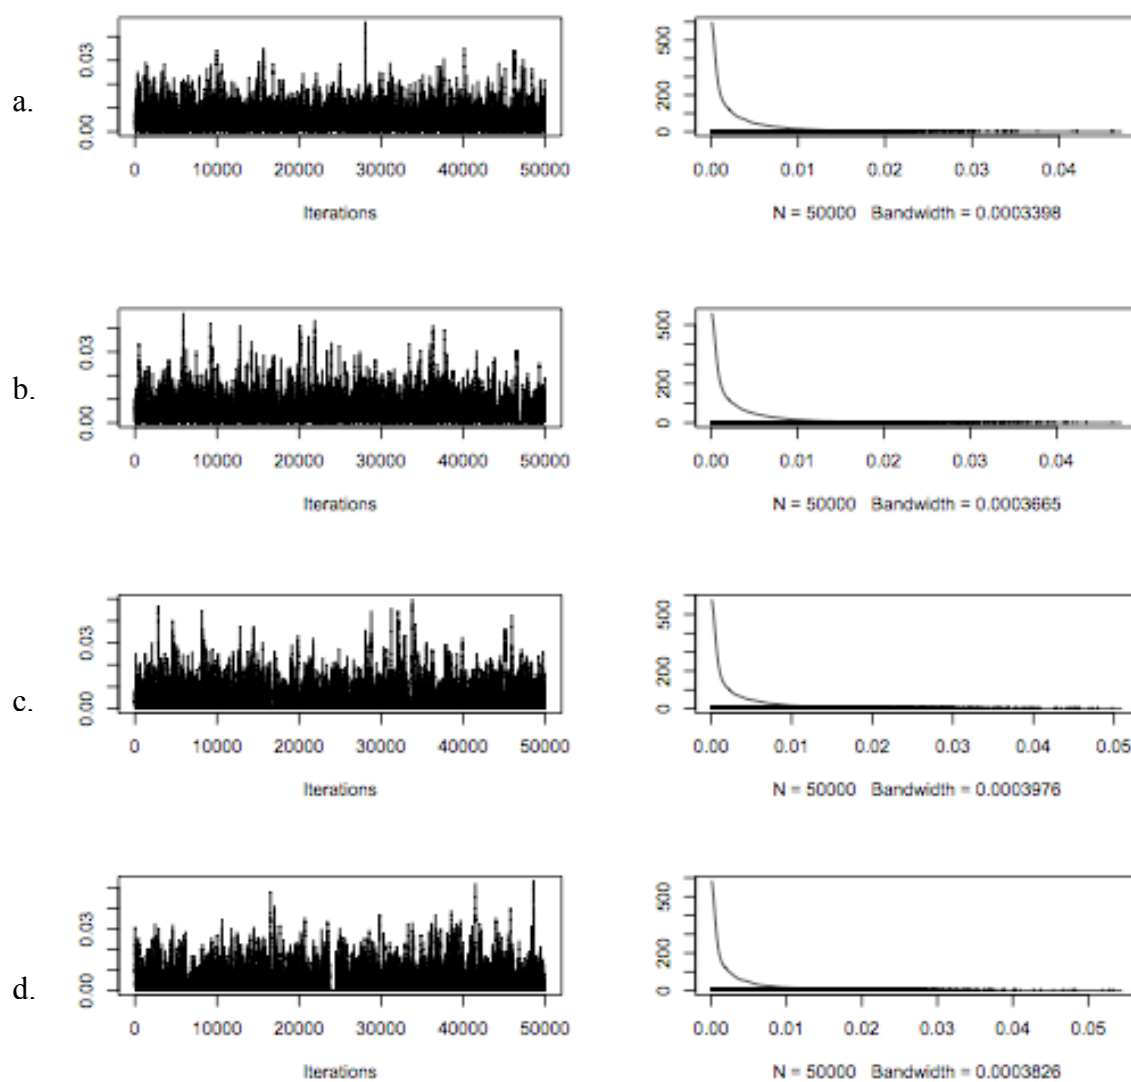 a.
0.00 0.03
0 10000 20000 30000 40000 50000
Iterations
0 200 500
0.00 0.01 0.02 0.03 0.04
N = 50000 Bandwidth = 0.0003398
b.
0.00 0.03
0 10000 20000 30000 40000 50000
Iterations
0 200 500
0.00 0.01 0.02 0.03 0.04
N = 50000 Bandwidth = 0.0003665
c.
0.00 0.03
0 10000 20000 30000 40000 50000
Iterations
0 200 500
0.00 0.01 0.02 0.03 0.04 0.05
N = 50000 Bandwidth = 0.0003976
d.
0.00 0.03
0 10000 20000 30000 40000 50000
Iterations
0 200 500
0.00 0.01 0.02 0.03 0.04 0.05
N = 50000 Bandwidth = 0.0003826